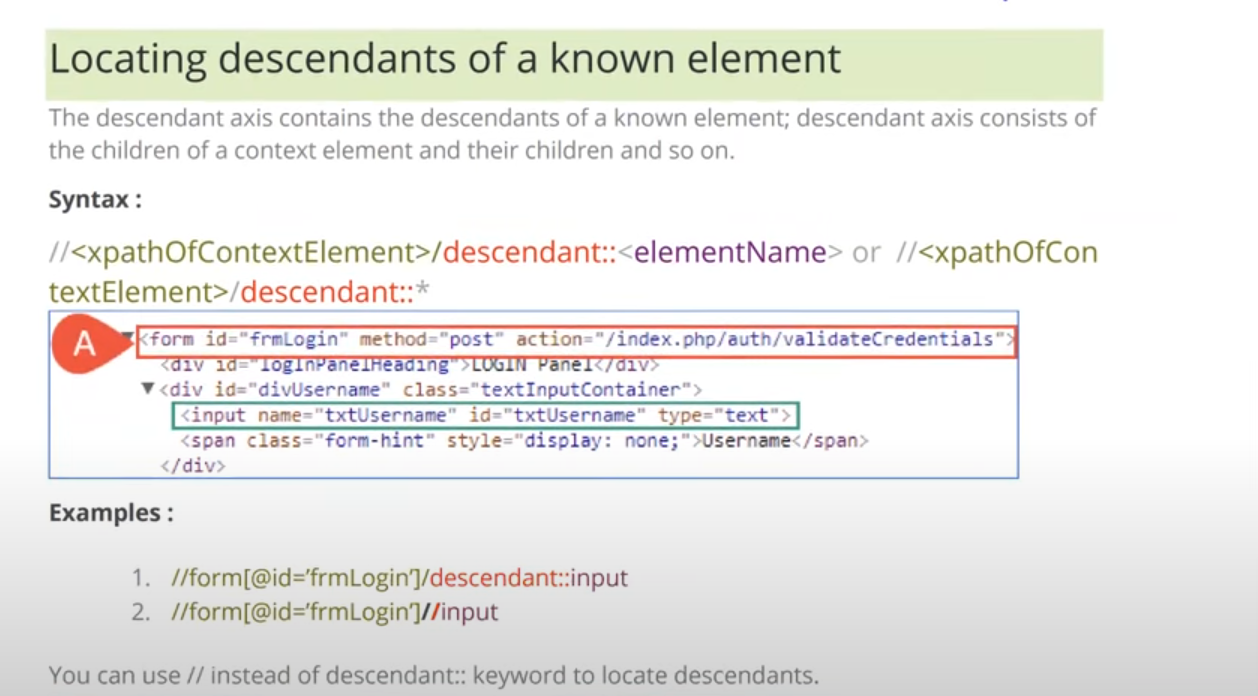 Locating descendants of a known element
The descendant axis contains the descendants of a known element; descendant axis consists of
the children of a context element and their children and so on.
Syntax :
//<xpathOfContextElement>/descendant::<elementName> or //<xpathOfCon
textElement>/descendant::*
A
▼<form id="frmLogin" method="post" action="/index.php/auth/validateCredentials">
<div id="logInPanelHeading">LOGIN Panel</div>
▼<div id="divUsername" class="textInputContainer">
<input name="txtUsername" id="txtUsername" type="text">
<span class="form-hint" style="display: none;">Username</span>
</div>
Examples :
1. //form[@id=’frmLogin’]/descendant::input
2. //form[@id=’frmLogin’]//input
You can use // instead of descendant:: keyword to locate descendants.